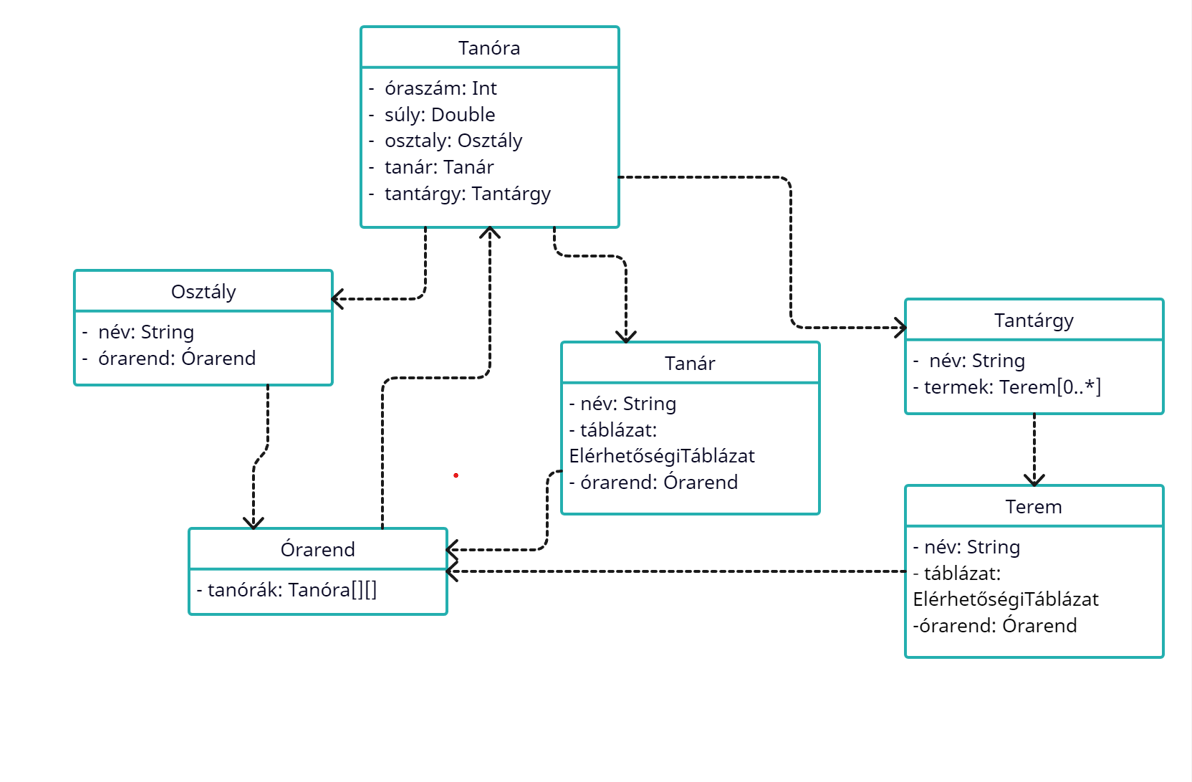 Tanóra
- óraszám: Int
- súly: Double
- osztaly: Osztály
- tanár: Tanár
- tantárgy: Tantárgy
Osztály
- név: String
- órarend: Órarend
Tanár
- név: String
- táblázat:
ElérhetőségiTáblázat
- órarend: Órarend
Tantárgy
- név: String
- termek: Terem[0..*]
Órarend
- tanórák: Tanóra[][]
Terem
- név: String
- táblázat:
ElérhetőségiTáblázat
-órarend: Órarend